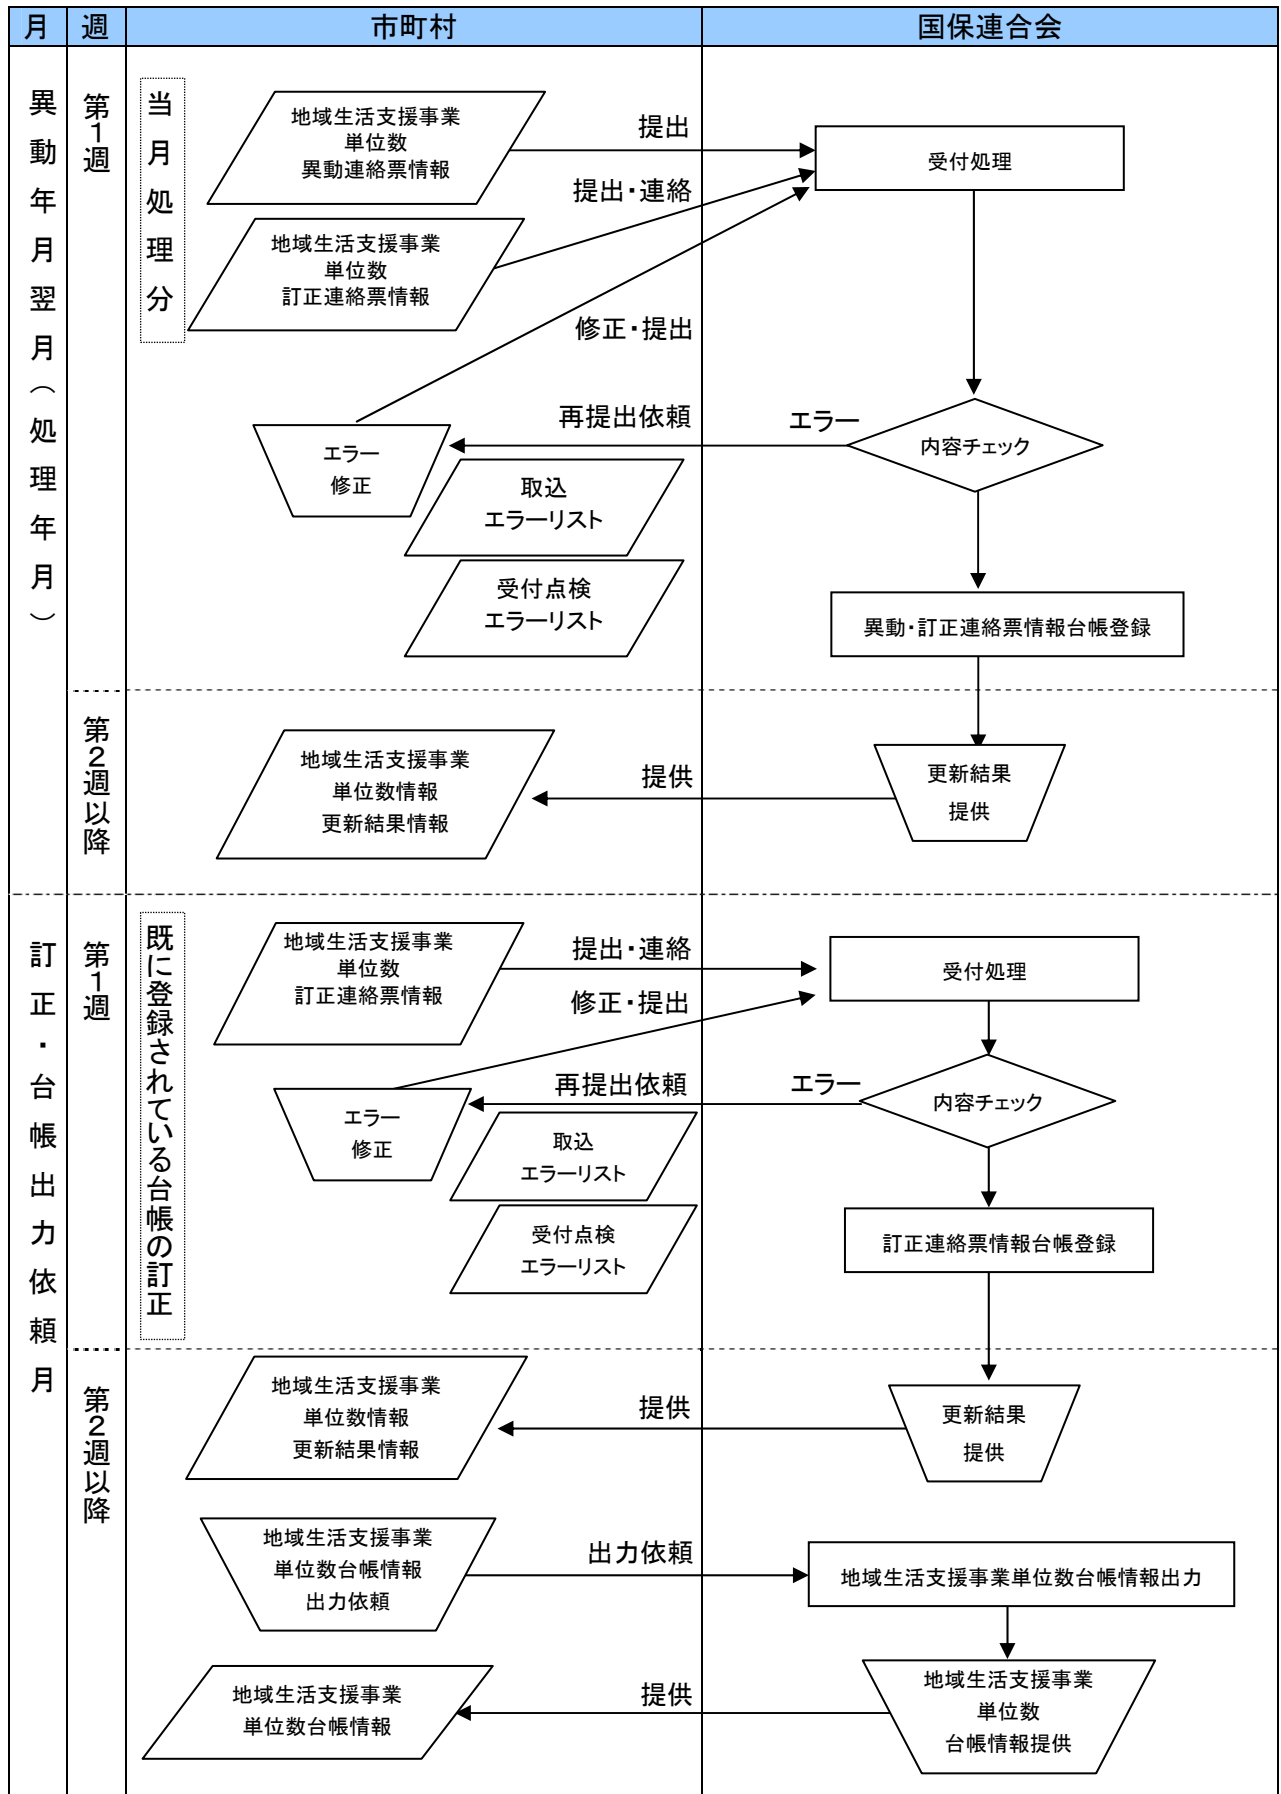 月
週
市町村
国保連合会
異動年月翌月（処理年月）
第1週
当月処理分
地域生活支援事業
単位数
異動連絡票情報
提出
受付処理
提出・連絡
地域生活支援事業
単位数
訂正連絡票情報
修正・提出
再提出依頼
エラー
内容チェック
エラー
修正
取込
エラーリスト
受付点検
エラーリスト
異動・訂正連絡票情報台帳登録
第2週以降
地域生活支援事業
単位数情報
更新結果情報
提供
更新結果
提供
訂正・台帳出力依頼月
第1週
既に登録されている台帳の訂正
地域生活支援事業
単位数
訂正連絡票情報
提出・連絡
受付処理
修正・提出
再提出依頼
エラー
内容チェック
エラー
修正
取込
エラーリスト
受付点検
エラーリスト
訂正連絡票情報台帳登録
第2週以降
地域生活支援事業
単位数情報
更新結果情報
提供
更新結果
提供
地域生活支援事業
単位数台帳情報
出力依頼
出力依頼
地域生活支援事業単位数台帳情報出力
地域生活支援事業
単位数台帳情報
提供
地域生活支援事業
単位数
台帳情報提供